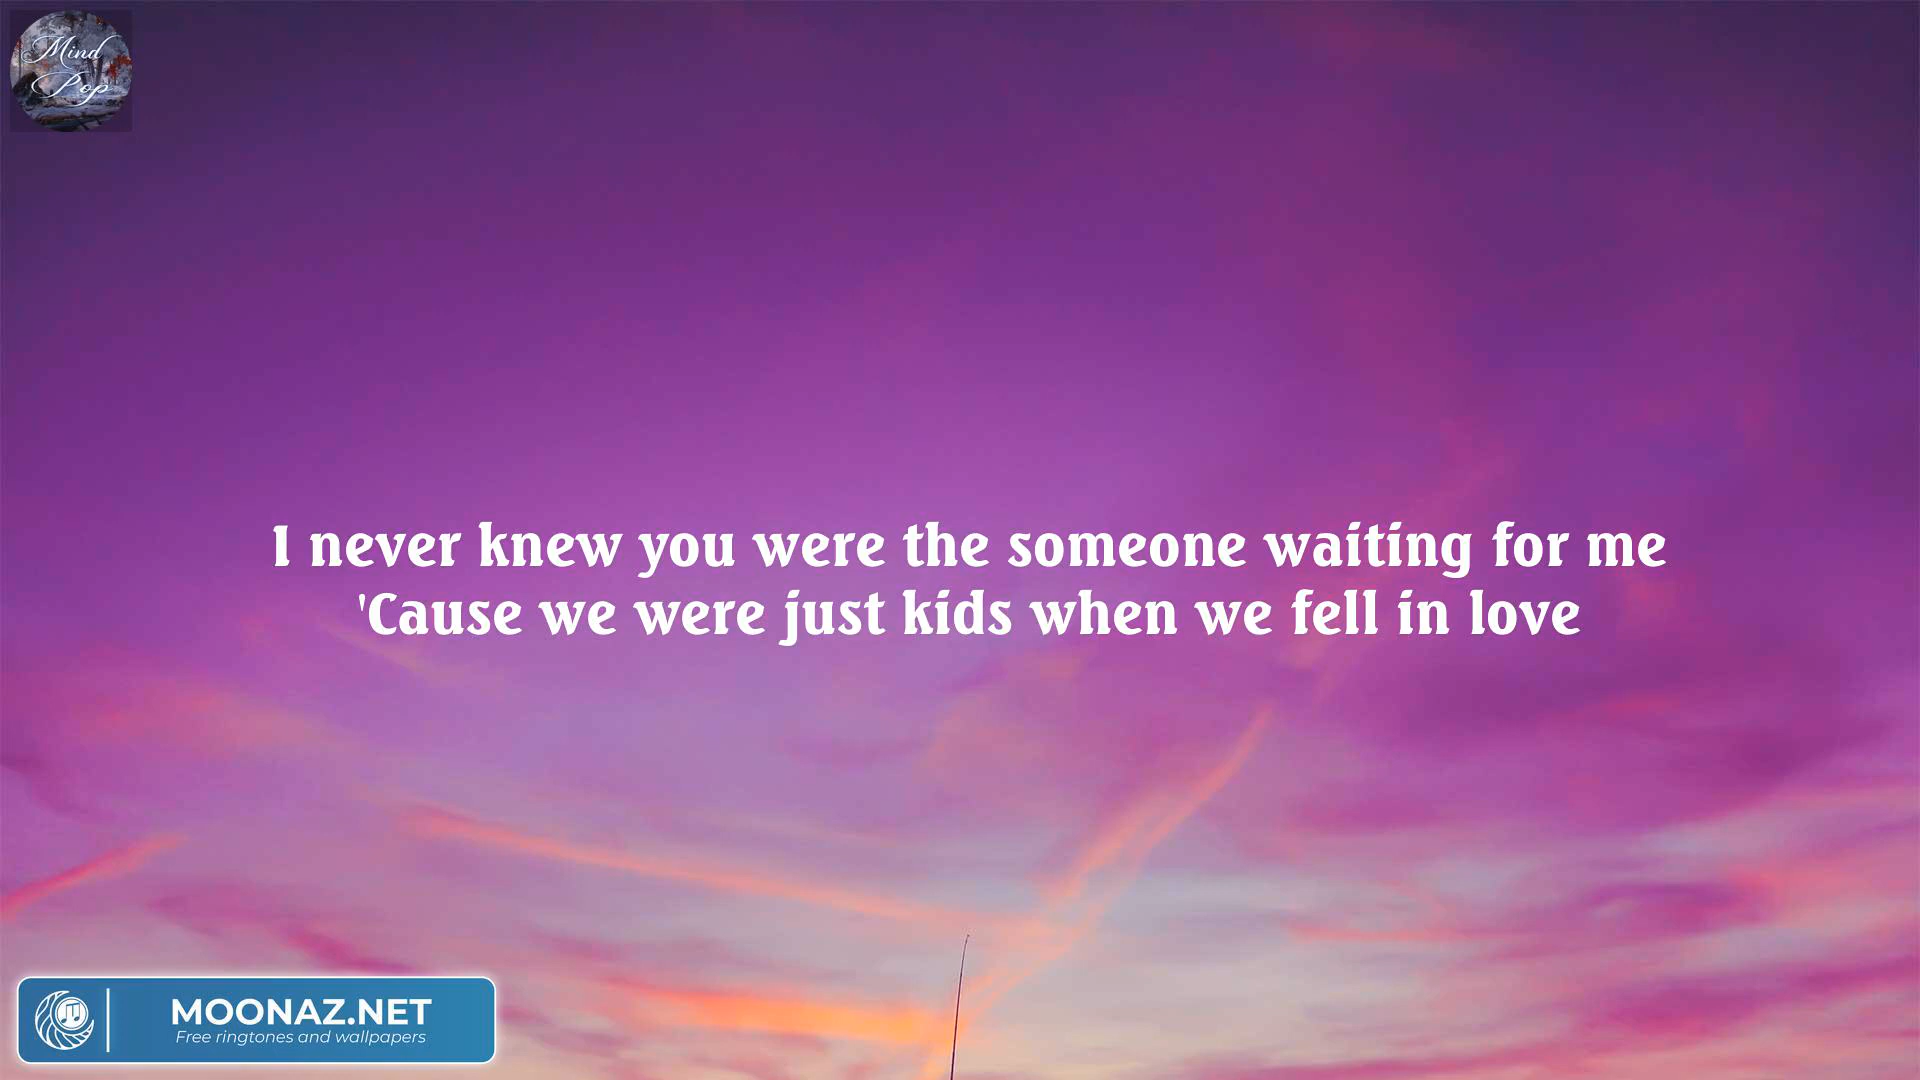 Mind
Pop
I never knew you were the someone waiting for me
'Cause we were just kids when we fell in love
MOONAZ.NET
Free ringtones and wallpapers